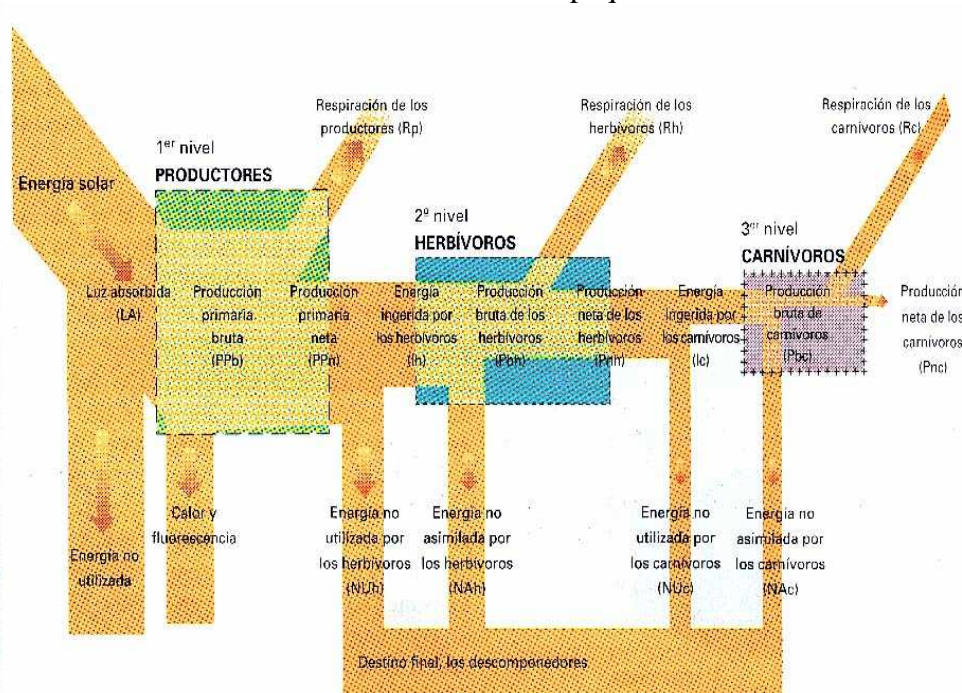 Respiración de los
productores (Rp)
Respiración de los
herbívoros (Rh)
Respiración de los
carnívoros (Rc)
1er nivel
PRODUCTORES
Energía solar
2º nivel
HERBÍVOROS
3er nivel
CARNÍVOROS
Luz absorbida
(LA)
Producción
primaria
bruta
(PPb)
Producción
primaria
neta
(PPn)
Energía
ingerida por
los herbívoros
(Ih)
Producción
bruta de los
herbívoros
(Pbh)
Producción
neta de los
herbívoros
(Pnh)
Energía
ingerida por
los carnívoros
(Ic)
Producción
bruta de
carnívoros
(Pbc)
Producción
neta de los
carnívoros
(Pnc)
Energía no
utilizada
Calor y
fluorescencia
Energía no
utilizada por
los herbívoros
(NUh)
Energía no
asimilada por
los herbívoros
(NAh)
Energía no
utilizada por
los carnívoros
(NUc)
Energía no
asimilada por
los carnívoros
(NAc)
Destino final, los descomponedores